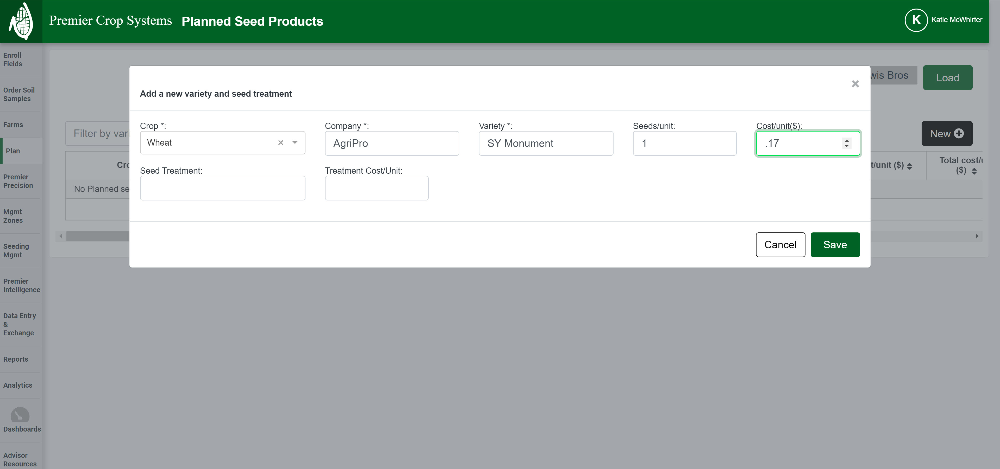 Premier Crop Systems Planned Seed Products
K Katie McWhirter
Enroll
Fields
Order Soil
Samples
Farms
Plan
Premier
Precision
Mgmt
Zones
Seeding
Mgmt
Premier
Intelligence
Data Entry
&
Exchange
Reports
Analytics
Dashboards
Advisor
Resources
wis Bros Load
Filter by vari
New
Cro
t/unit ($) Total cost/u
($)
No Planned se
Add a new variety and seed treatment
×
Crop *: Company *: Variety *: Seeds/unit: Cost/unit($):
Wheat × AgriPro SY Monument 1 .17
Seed Treatment: Treatment Cost/Unit:
Cancel Save